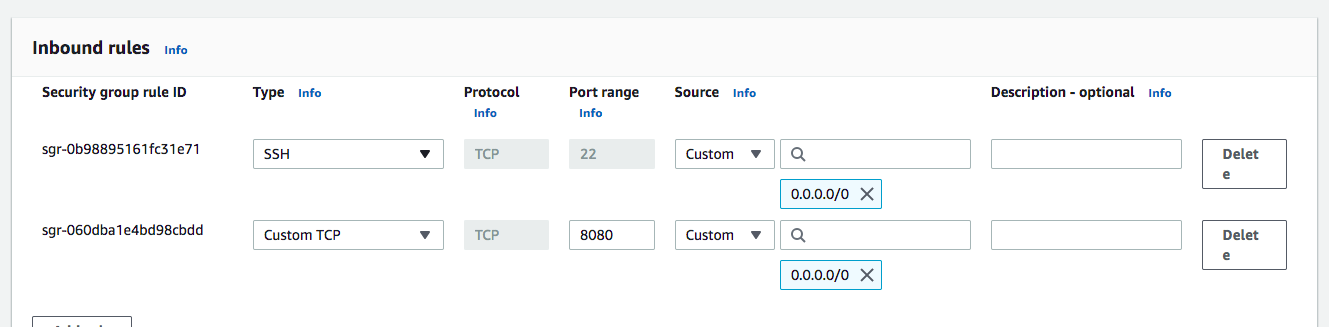 Inbound rules Info
Security group rule ID Type Info Protocol Info Port range Info Source Info Description - optional Info
sgr-0b98895161fc31e71 SSH TCP 22 Custom Delet
e
0.0.0.0/0
sgr-060dba1e4bd98cbdd Custom TCP TCP 8080 Custom Delet
e
0.0.0.0/0